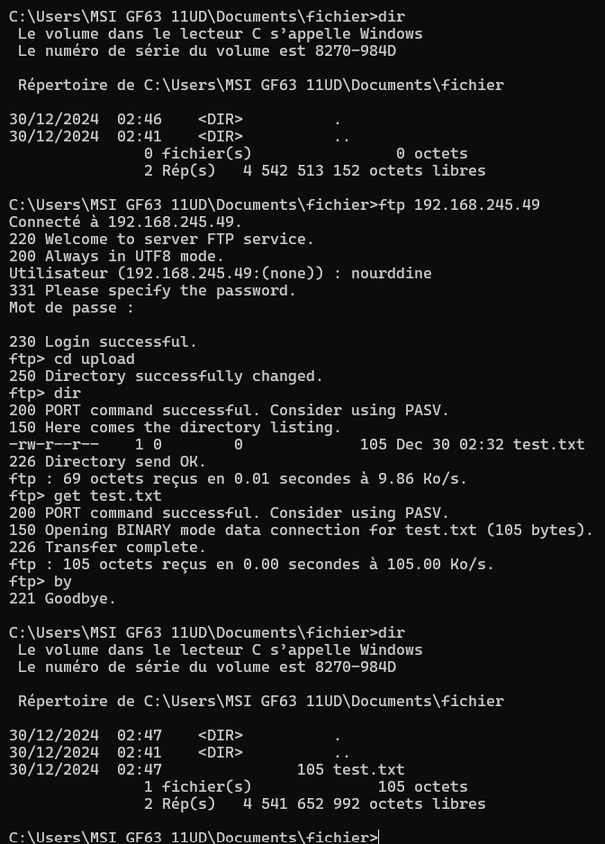 C:\Users\MSI GF63 11UD\Documents\fichier>dir
Le volume dans le lecteur C s’appelle Windows
Le numéro de série du volume est 8270-984D
Répertoire de C:\Users\MSI GF63 11UD\Documents\fichier
30/12/2024  02:46    <DIR>          .
30/12/2024  02:41    <DIR>          ..
0 fichier(s)                0 octets
2 Rép(s)   4 542 513 152 octets libres
C:\Users\MSI GF63 11UD\Documents\fichier>ftp 192.168.245.49
Connecté à 192.168.245.49.
220 Welcome to server FTP service.
200 Always in UTF8 mode.
Utilisateur (192.168.245.49:(none)) : nourddine
331 Please specify the password.
Mot de passe :
230 Login successful.
ftp> cd upload
250 Directory successfully changed.
ftp> dir
200 PORT command successful. Consider using PASV.
150 Here comes the directory listing.
-rw-r--r--    1 0        0             105 Dec 30 02:32 test.txt
226 Directory send OK.
ftp : 69 octets reçus en 0.01 secondes à 9.86 Ko/s.
ftp> get test.txt
200 PORT command successful. Consider using PASV.
150 Opening BINARY mode data connection for test.txt (105 bytes).
226 Transfer complete.
ftp : 105 octets reçus en 0.00 secondes à 105.00 Ko/s.
ftp> by
221 Goodbye.
C:\Users\MSI GF63 11UD\Documents\fichier>dir
Le volume dans le lecteur C s’appelle Windows
Le numéro de série du volume est 8270-984D
Répertoire de C:\Users\MSI GF63 11UD\Documents\fichier
30/12/2024  02:47    <DIR>          .
30/12/2024  02:41    <DIR>          ..
30/12/2024  02:47               105 test.txt
1 fichier(s)              105 octets
2 Rép(s)   4 541 652 992 octets libres
C:\Users\MSI GF63 11UD\Documents\fichier>